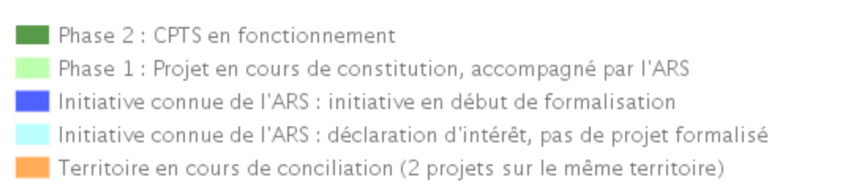 Phase 2 : CPTS en fonctionnement
Phase 1 : Projet en cours de constitution, accompagné par l'ARS
Initiative connue de l'ARS : initiative en début de formalisation
Initiative connue de l'ARS : déclaration d'intérêt, pas de projet formalisé
Territoire en cours de conciliation (2 projets sur le même territoire)